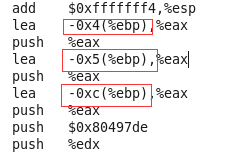 add    $0xfffffff4,%esp
lea    -0x4(%ebp),%eax
push   %eax
lea    -0x5(%ebp),%eax
push   %eax
lea    -0xc(%ebp),%eax
push   %eax
push   $0x80497de
push   %edx